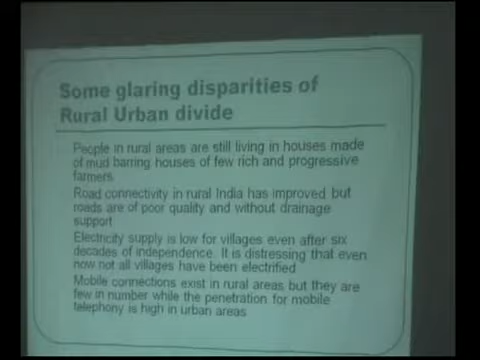 Some glaring disparities of
Rural Urban divide
People in rural areas are still living in houses made
of mud barring houses of few rich and progressive
farmers
Road connectivity in rural India has improved but
roads are of poor quality and without drainage
support
Electricity supply is low for villages even after six
decades of independence. It is distressing that even
now not all villages have been electrified
Mobile connections exist in rural areas but they are
few in number while the penetration for mobile
telephony is high in urban areas